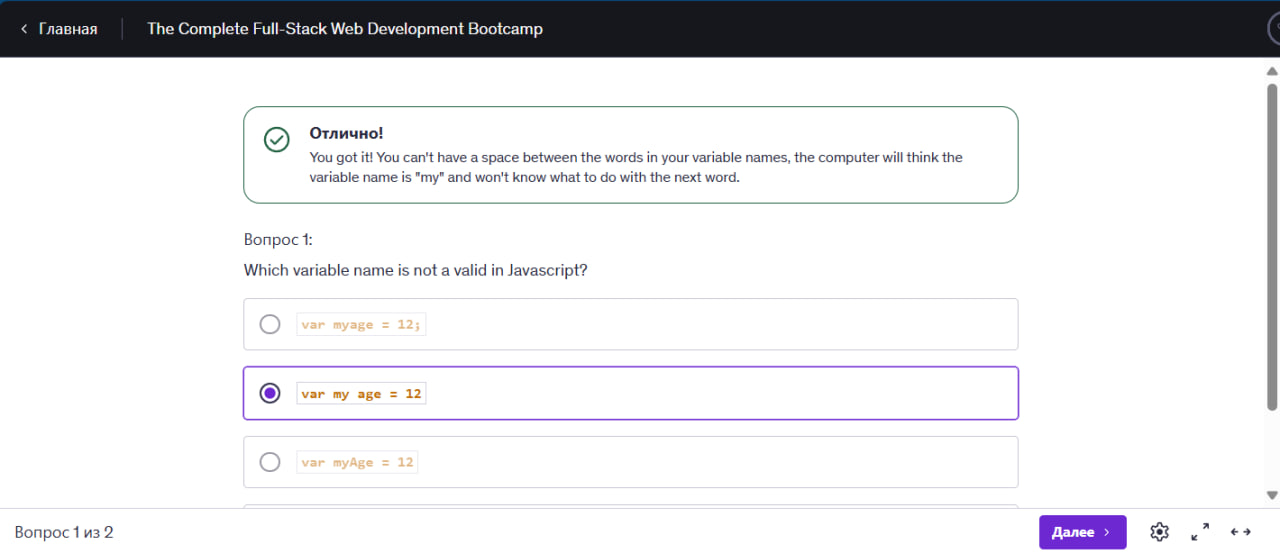 Главная
The Complete Full-Stack Web Development Bootcamp
Отлично!
You got it! You can't have a space between the words in your variable names, the computer will think the
variable name is "my" and won't know what to do with the next word.
Вопрос 1:
Which variable name is not a valid in Javascript?
var myage = 12;
var my age = 12
var myAge = 12
Вопрос 1 из 2
Далее